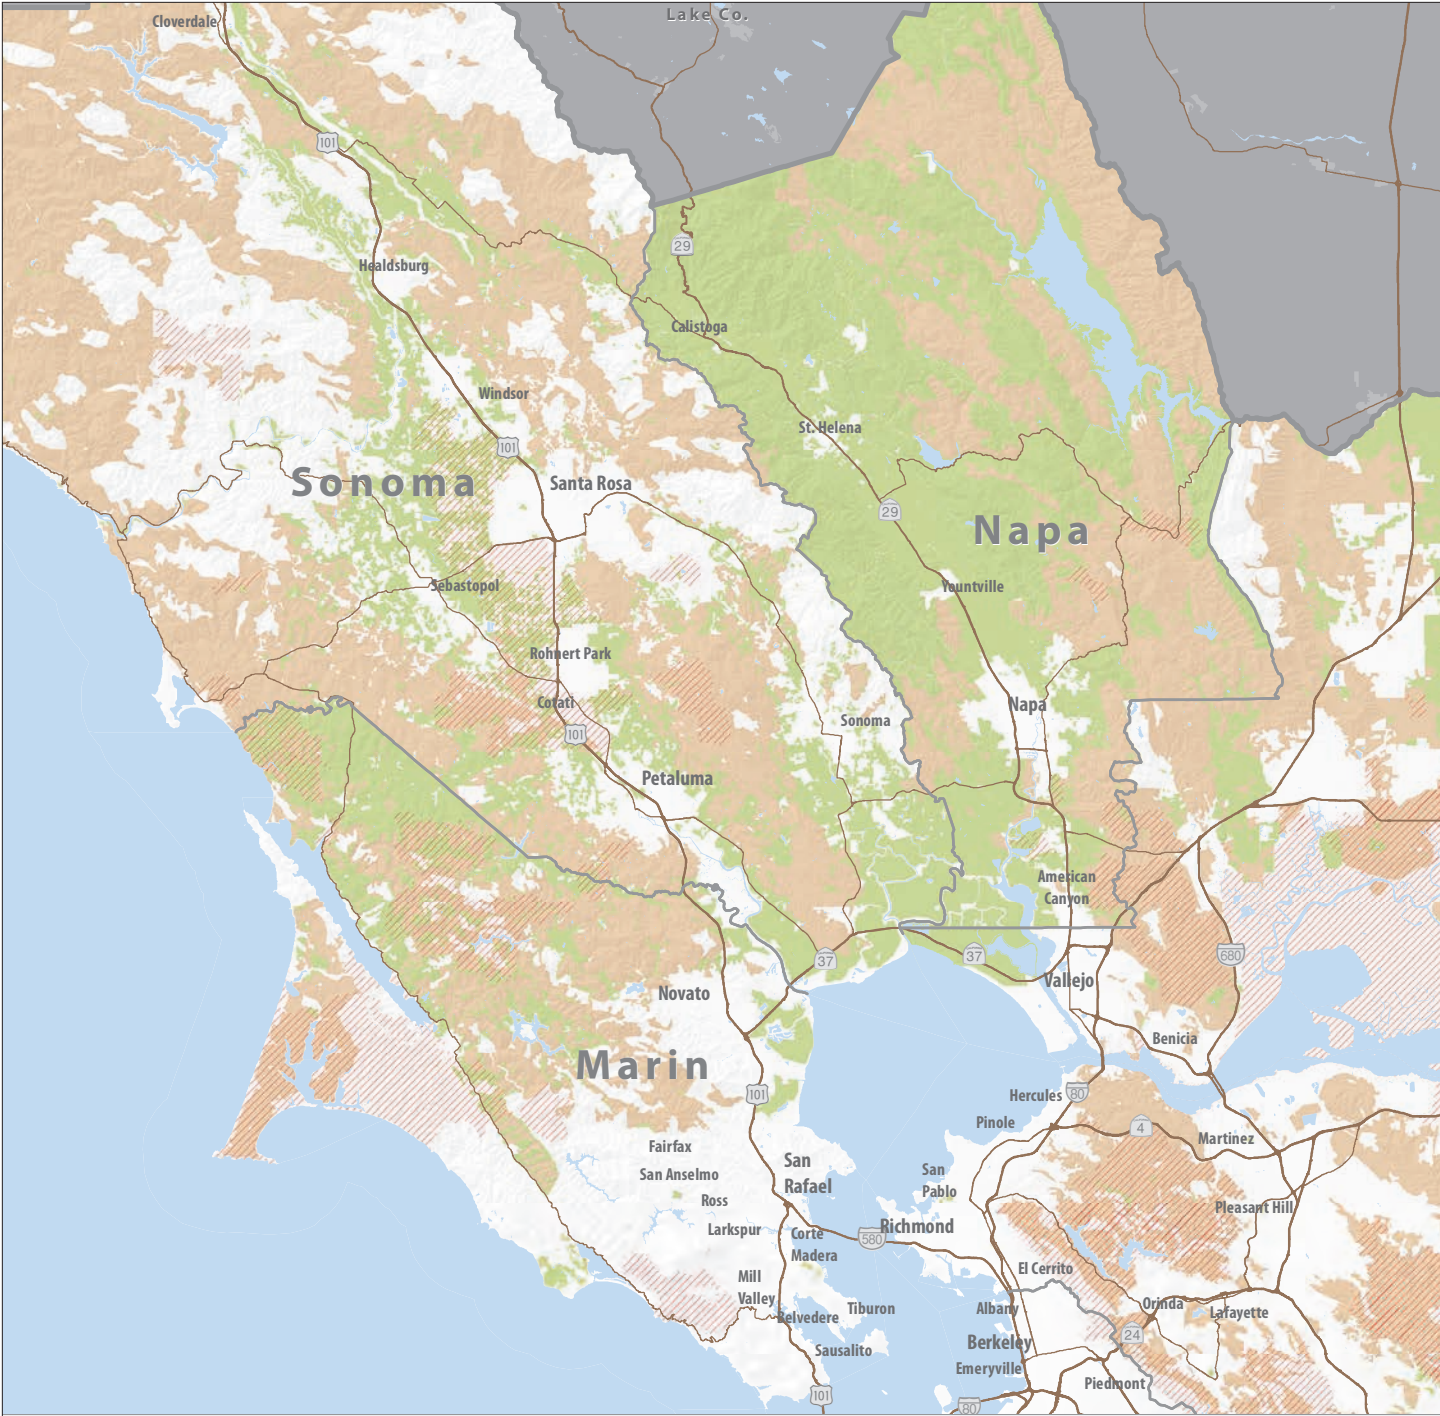 Lake Co.
Cloverdale
101
29
Healdsburg
Calistoga
Windsor
St. Helena
101
Sonoma
Santa Rosa
29
Napa
Sebastopol
Yountville
Rohnert Park
Cotati
Napa
Sonoma
101
Petaluma
American
Canyon
37
37
680
Vallejo
Novato
Benicia
Marin
101
Hercules
80
Pinole
4
Martinez
Fairfax
San Anselmo
San
Rafael
San
Pablo
Ross
Pleasant Hill
Larkspur
Corte
Madera
580
Richmond
El Cerrito
Mill
Valley
Belvedere
Tiburon
Albany
Orinda
Lafayette
24
Sausalito
Berkeley
Emeryville
Piedmont
101
80